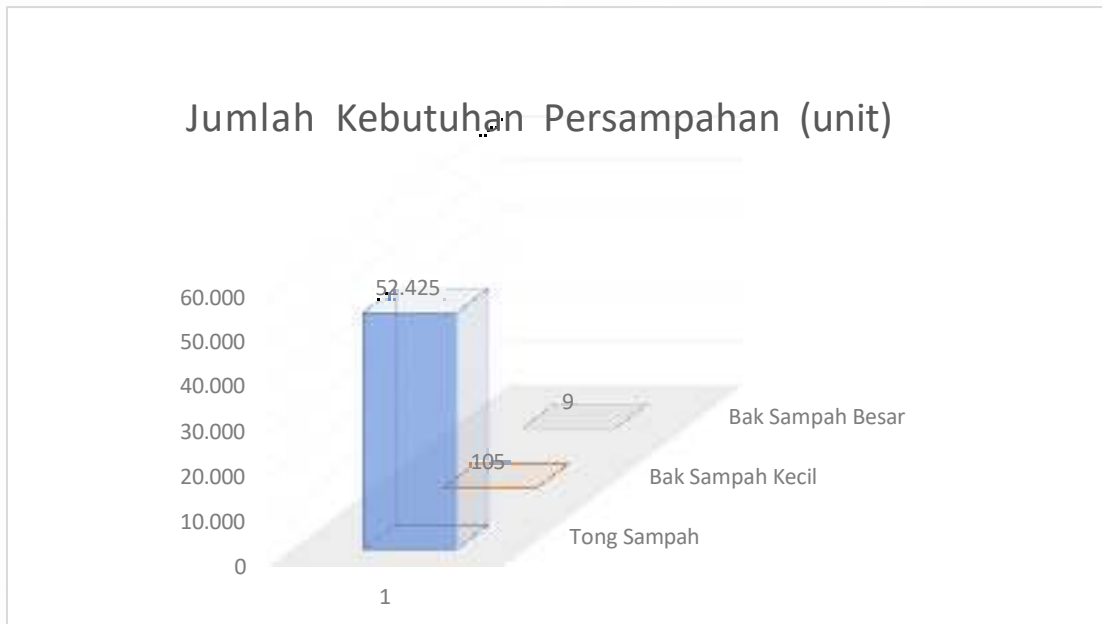 Jumlah Kebutuhan Persampahan (unit)
52.425
60.000
50.000
40.000
9
Bak Sampah Besar
30.000
105
20.000
Bak Sampah Kecil
10.000
Tong Sampah
0
1